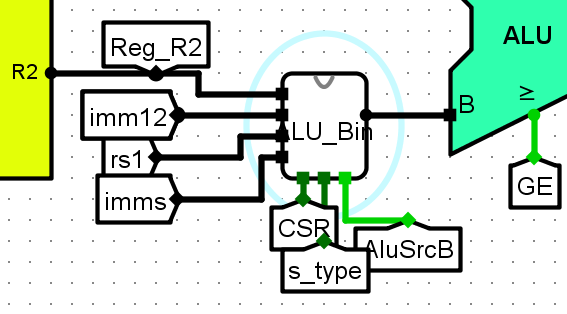 Reg_R2
R2
imm12
rs1
imms
ALU_Bin
CSR
s_type
AluSrcB
B
ALU
≥
GE